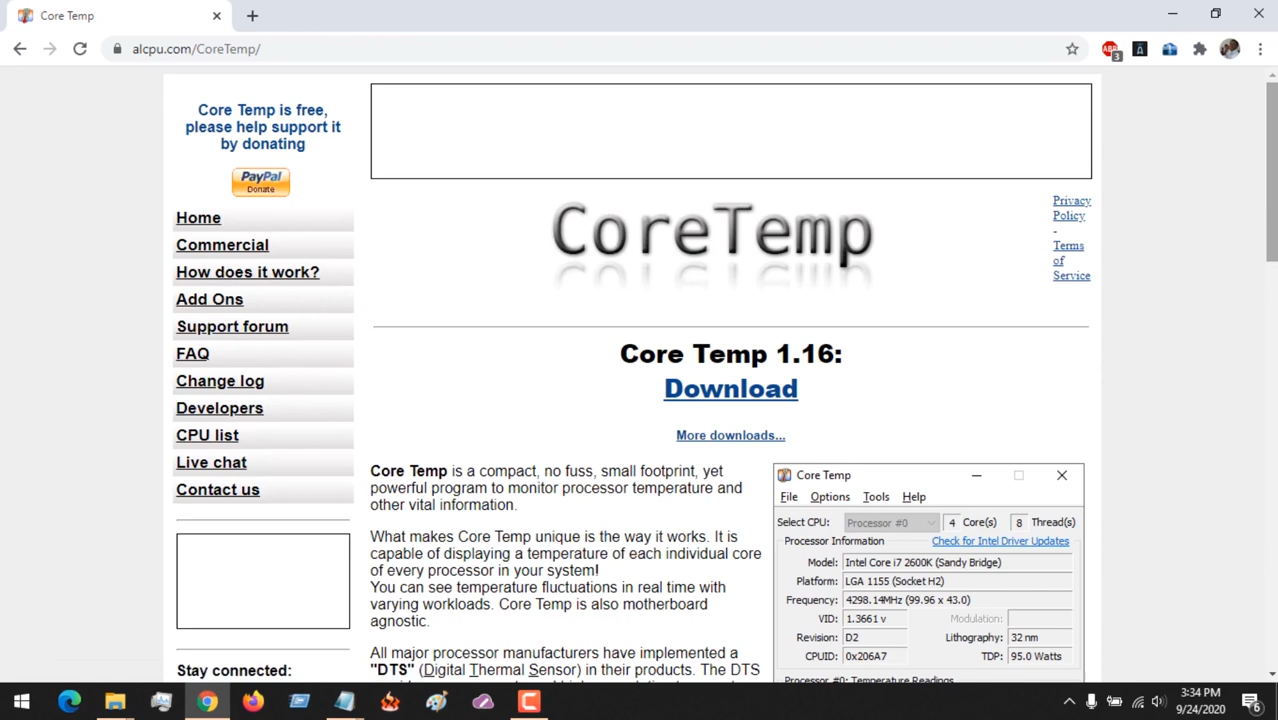 Core Temp
alcpu.com/CoreTemp/
ABP
3
Core Temp is free,
please help support it
by donating
PayPal
Donate
Home
Commercial
How does it work?
Add Ons
Support forum
FAQ
Change log
Developers
CPU list
Live chat
Contact us
Stay connected:
CoreTemp
Privacy
Policy
-
Terms
of
Service
Core Temp 1.16:
Download
More downloads...
Core Temp is a compact, no fuss, small footprint, yet
powerful program to monitor processor temperature and
other vital information.
What makes Core Temp unique is the way it works. It is
capable of displaying a temperature of each individual core
of every processor in your system!
You can see temperature fluctuations in real time with
varying workloads. Core Temp is also motherboard
agnostic.
All major processor manufacturers have implemented a
"DTS" (Digital Thermal Sensor) in their products. The DTS
Core Temp
File Options Tools Help
Select CPU: Processor #0 4 Core(s) 8 Thread(s)
Processor Information Check for Intel Driver Updates
Model: Intel Core i7 2600K (Sandy Bridge)
Platform: LGA 1155 (Socket H2)
Frequency: 4298.14MHz (99.96 x 43.0)
VID: 1.3661 v Modulation:
Revision: D2 Lithography: 32 nm
CPUID: 0x206A7 TDP: 95.0 Watts
Processor #0: Temperature Readings
3:34 PM
9/24/2020
6